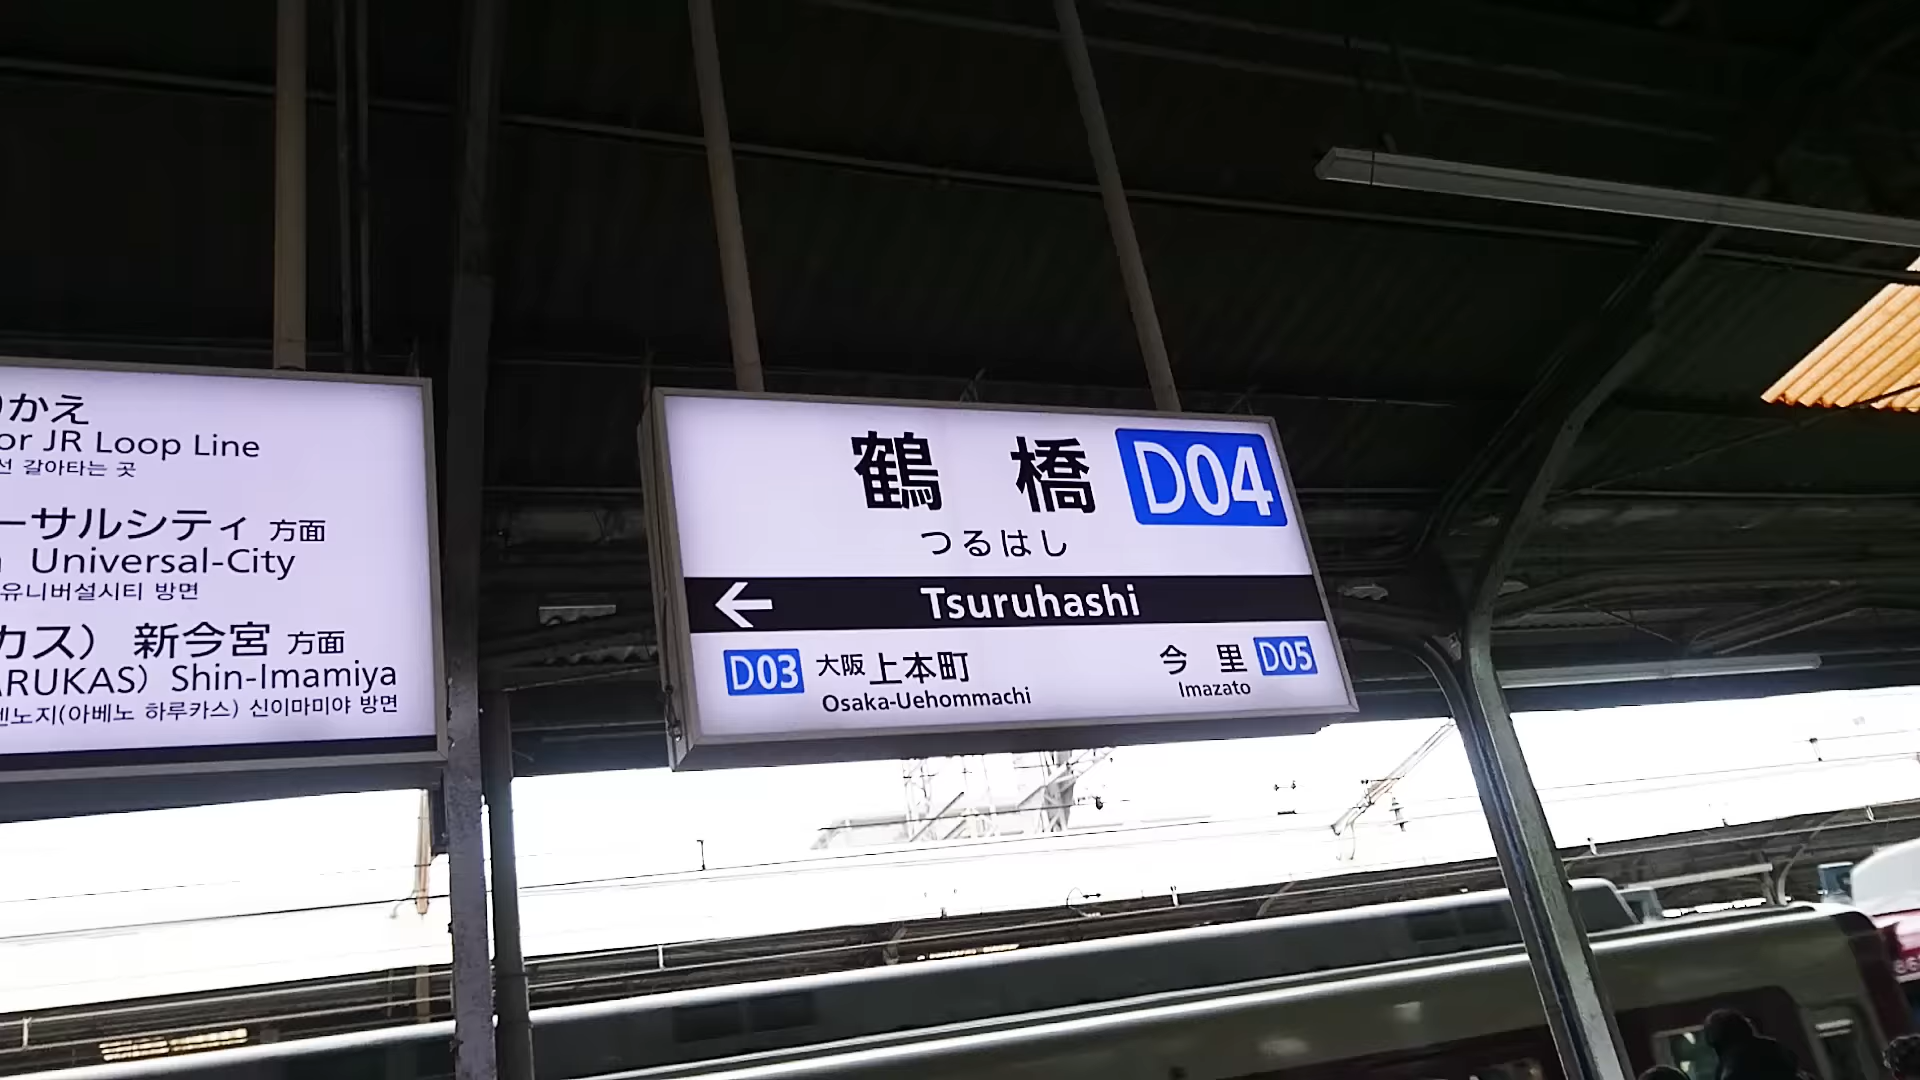 りかえ
or JR Loop Line
선 갈아타는 곳
ーサルシティ 方面
Universal-City
유니버설시티 방면
カス） 新今宮 方面
ARUKAS) Shin-Imamiya
노지(아베노 하루카스) 신이마미야 방면
鶴橋 D04
つるはし
← Tsuruhashi
D03 大阪上本町 今里 D05
Osaka-Uehommachi Imazato